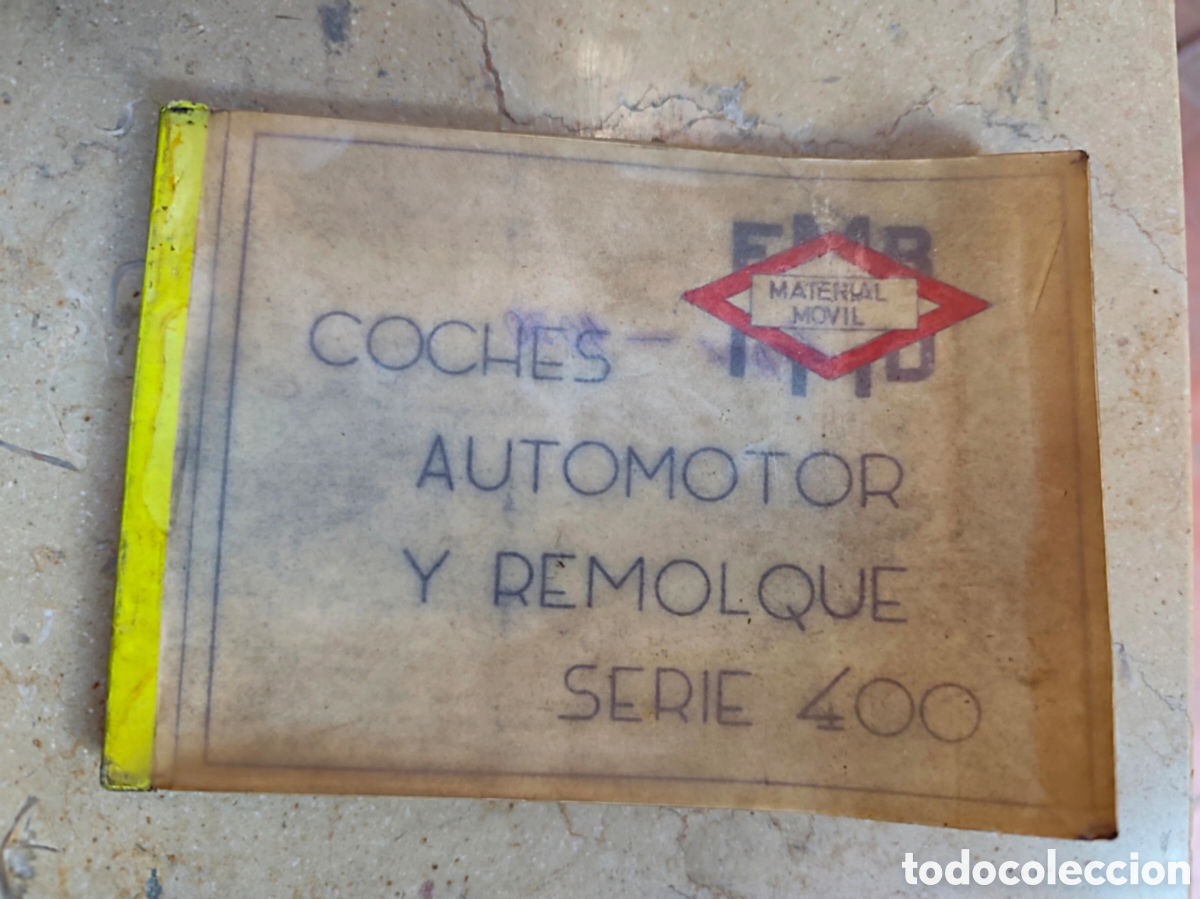 FMB
MATERIAL
MOVIL
COCHES
AUTOMOTOR
Y REMOLQUE
SERIE 400
todocoleccion